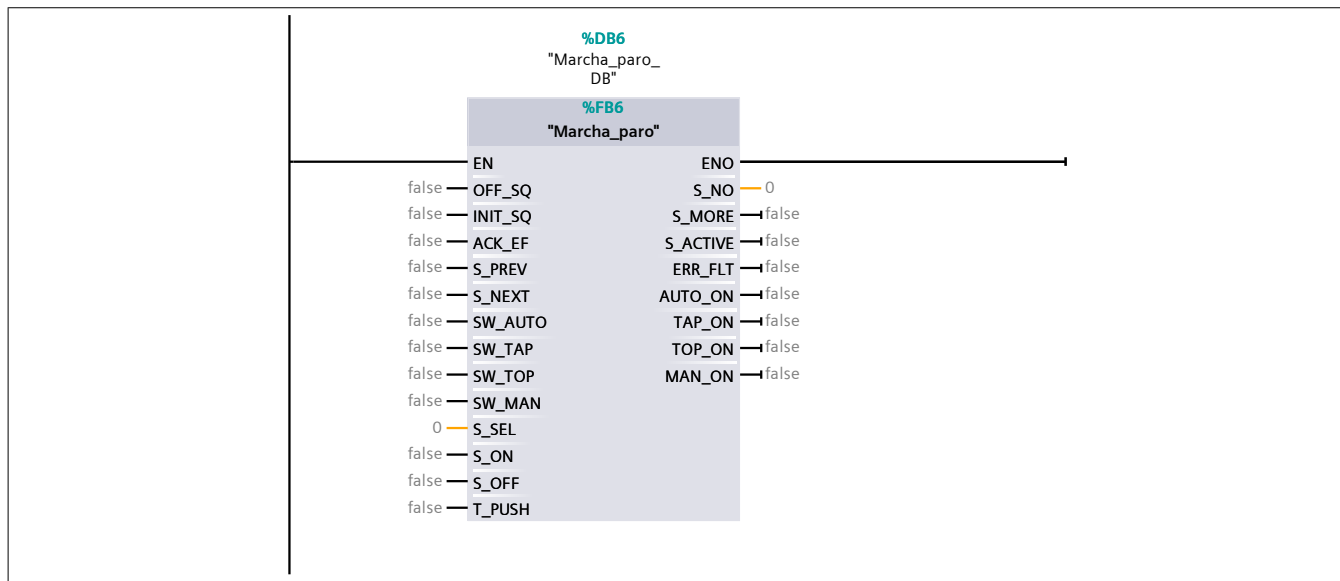 %DB6
"Marcha_paro_
DB"
%FB6
"Marcha_paro"
EN ENO
false OFF_SQ S_NO 0
false INIT_SQ S_MORE false
false ACK_EF S_ACTIVE false
false S_PREV ERR_FLT false
false S_NEXT AUTO_ON false
false SW_AUTO TAP_ON false
false SW_TAP TOP_ON false
false SW_TOP MAN_ON false
false SW_MAN
0 S_SEL
false S_ON
false S_OFF
false T_PUSH